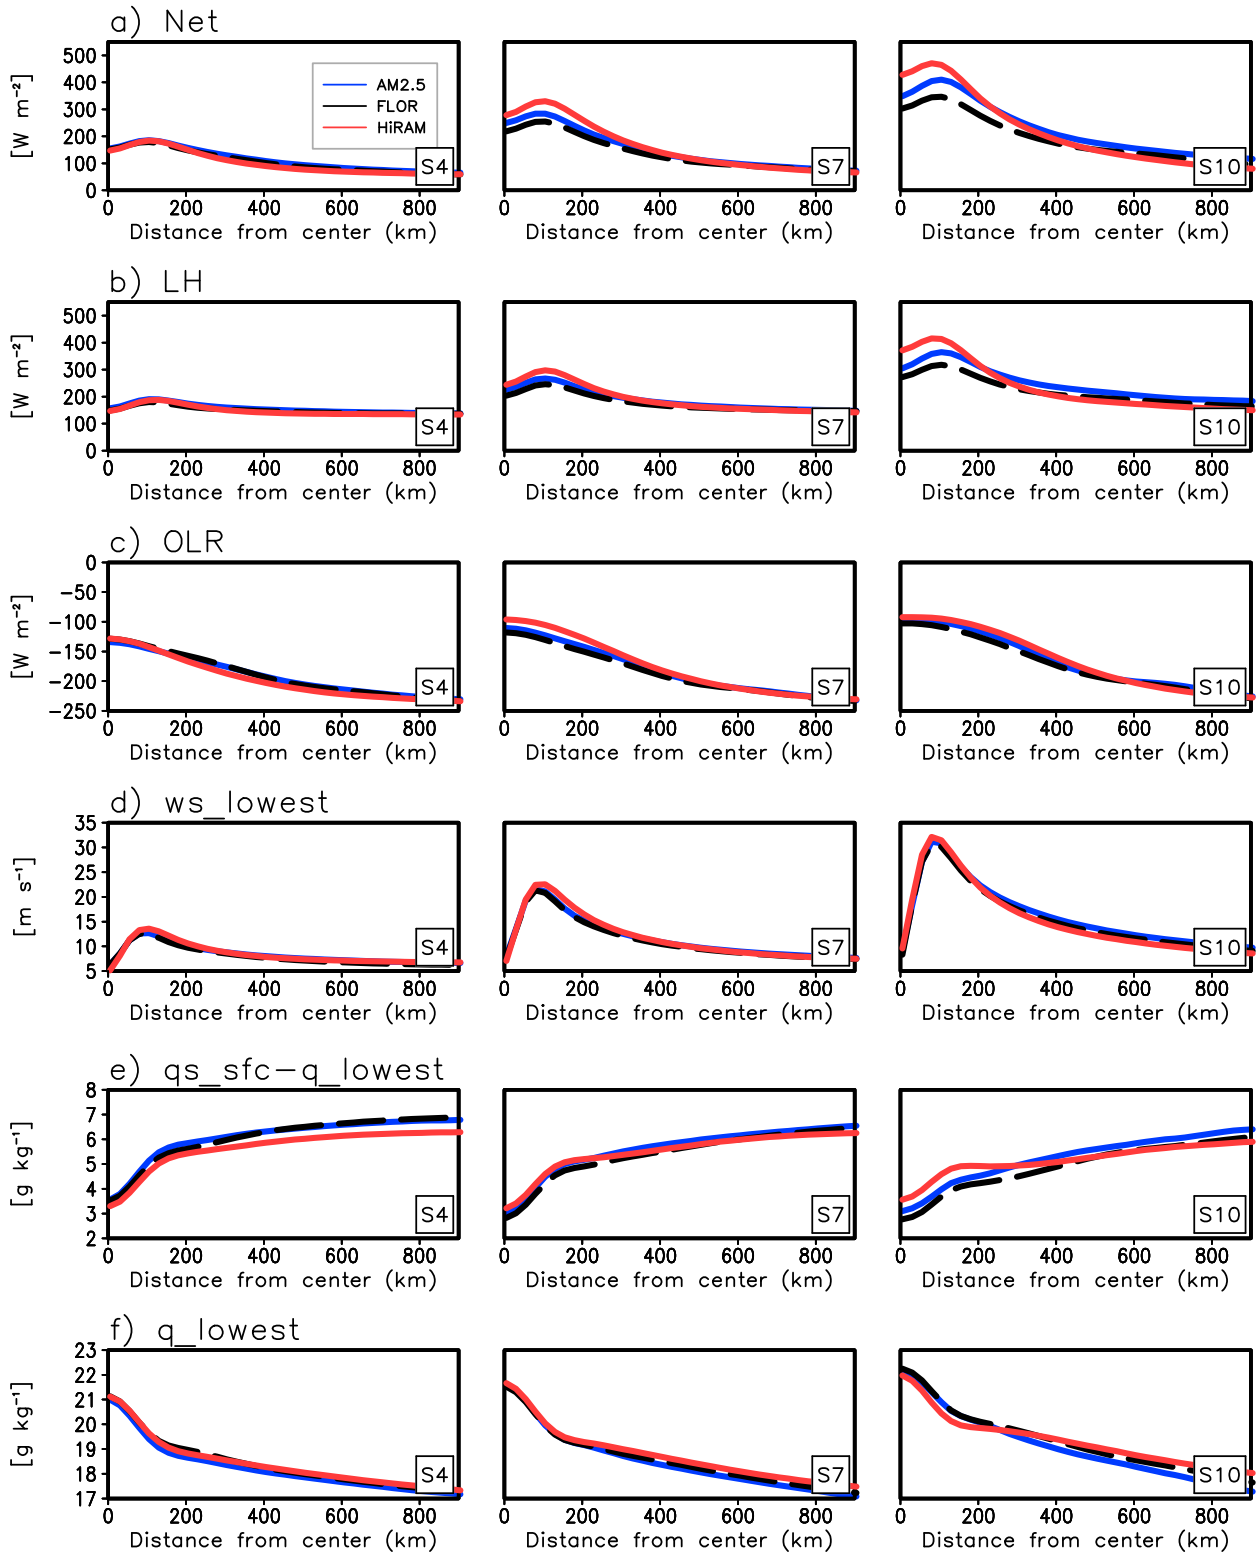 a) Net
[W m⁻²]
500
400
300
200
100
0
AM2.5
FLOR
HiRAM
S4
S7
S10
0 200 400 600 800
0 200 400 600 800
0 200 400 600 800
Distance from center (km)
Distance from center (km)
Distance from center (km)
b) LH
[W m⁻²]
500
400
300
200
100
0
S4
S7
S10
0 200 400 600 800
0 200 400 600 800
0 200 400 600 800
Distance from center (km)
Distance from center (km)
Distance from center (km)
c) OLR
[W m⁻²]
0
−50
−100
−150
−200
−250
S4
S7
S10
0 200 400 600 800
0 200 400 600 800
0 200 400 600 800
Distance from center (km)
Distance from center (km)
Distance from center (km)
d) ws_lowest
[m s⁻¹]
35
30
25
20
15
10
5
S4
S7
S10
0 200 400 600 800
0 200 400 600 800
0 200 400 600 800
Distance from center (km)
Distance from center (km)
Distance from center (km)
e) qs_sfc−q_lowest
[g kg⁻¹]
8
7
6
5
4
3
2
S4
S7
S10
0 200 400 600 800
0 200 400 600 800
0 200 400 600 800
Distance from center (km)
Distance from center (km)
Distance from center (km)
f) q_lowest
[g kg⁻¹]
23
22
21
20
19
18
17
S4
S7
S10
0 200 400 600 800
0 200 400 600 800
0 200 400 600 800
Distance from center (km)
Distance from center (km)
Distance from center (km)